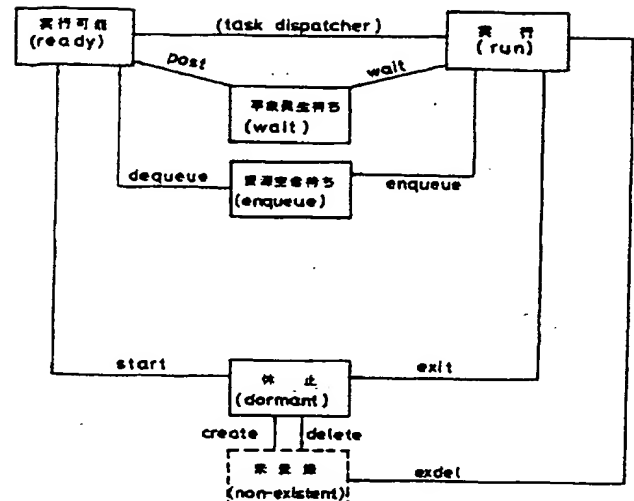 実行可能
(ready)
(task dispatcher)
実行
(run)
post
wait
事象発生待ち
(wait)
dequeue
資源空き待ち
(enqueue)
enqueue
start
休止
(dormant)
exit
create
delete
未登録
(non-existent)
exdel